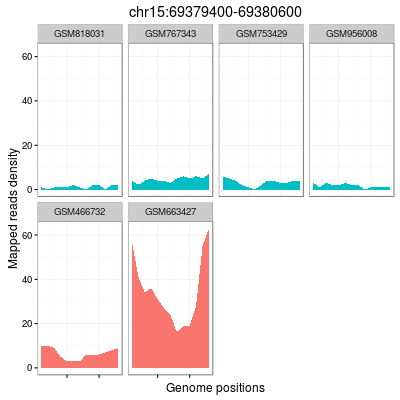 chr15:69379400-69380600
GSM818031 GSM767343 GSM753429 GSM956008
60
40
20
0
Mapped reads density
GSM466732 GSM663427
60
40
20
0
Genome positions